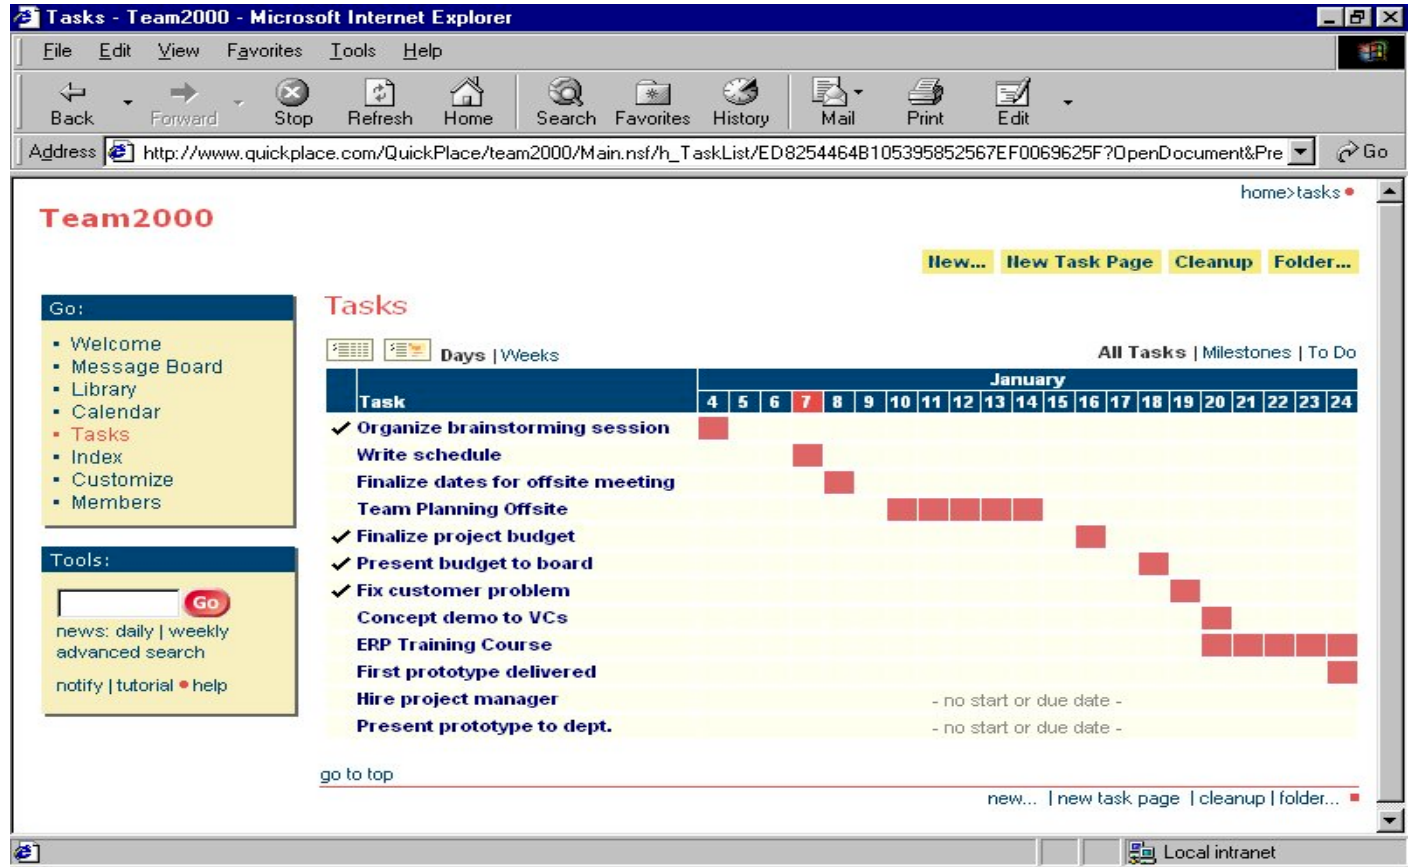 Tasks - Team2000 - Microsoft Internet Explorer
File Edit View Favorites Tools Help
Back Forward Stop Refresh Home Search Favorites History Mail Print Edit
Address http://www.quickplace.com/QuickPlace/team2000/Main.nsf/h_TaskList/ED8254464B105395852567EF0069625F?OpenDocument&Pre Go
home>tasks
Team2000
New... New Task Page Cleanup Folder...
Go:
Welcome
Message Board
Library
Calendar
Tasks
Index
Customize
Members
Tools:
Go
news: daily | weekly
advanced search
notify | tutorial • help
Tasks
Days | Weeks All Tasks | Milestones | To Do
January
Task 4 5 6 7 8 9 10 11 12 13 14 15 16 17 18 19 20 21 22 23 24
Organize brainstorming session
Write schedule
Finalize dates for offsite meeting
Team Planning Offsite
Finalize project budget
Present budget to board
Fix customer problem
Concept demo to VCs
ERP Training Course
First prototype delivered
Hire project manager - no start or due date -
Present prototype to dept. - no start or due date -
go to top
new... | new task page | cleanup | folder...
Local intranet